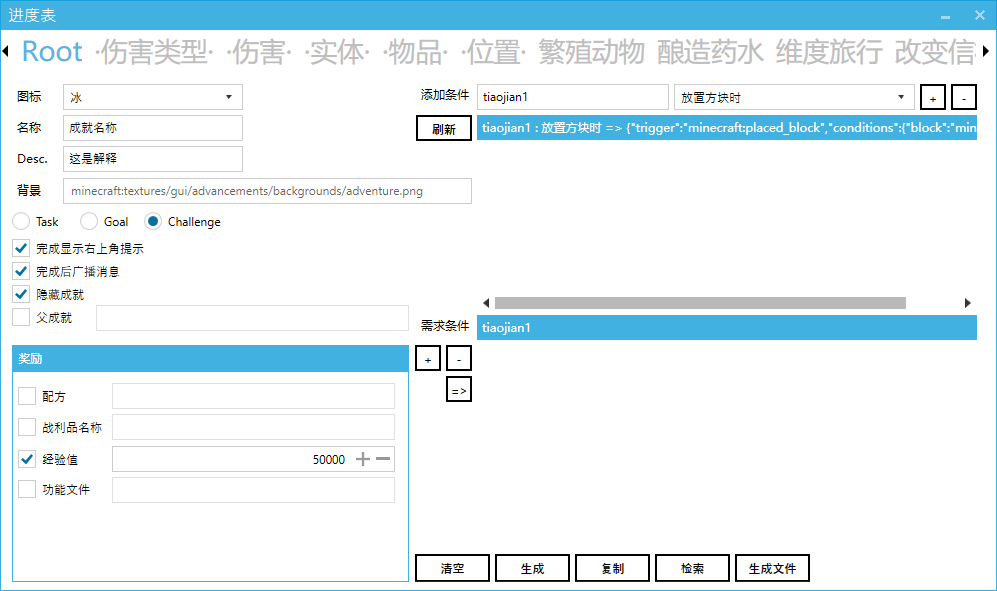 进度表
Root ·伤害类型· ·伤害· ·实体· ·物品· ·位置· 繁殖动物 酿造药水 维度旅行 改变信
图标 冰
名称 成就名称
Desc. 这是解释
背景 minecraft:textures/gui/advancements/backgrounds/adventure.png
Task Goal Challenge
完成显示右上角提示
完成后广播消息
隐藏成就
父成就
奖励
配方
战利品名称
经验值 50000
功能文件
添加条件 tiaojian1 放置方块时 + -
刷新 tiaojian1 : 放置方块时 => {"trigger":"minecraft:placed_block","conditions":{"block":"min
需求条件 tiaojian1
+ -
=>
清空 生成 复制 检索 生成文件